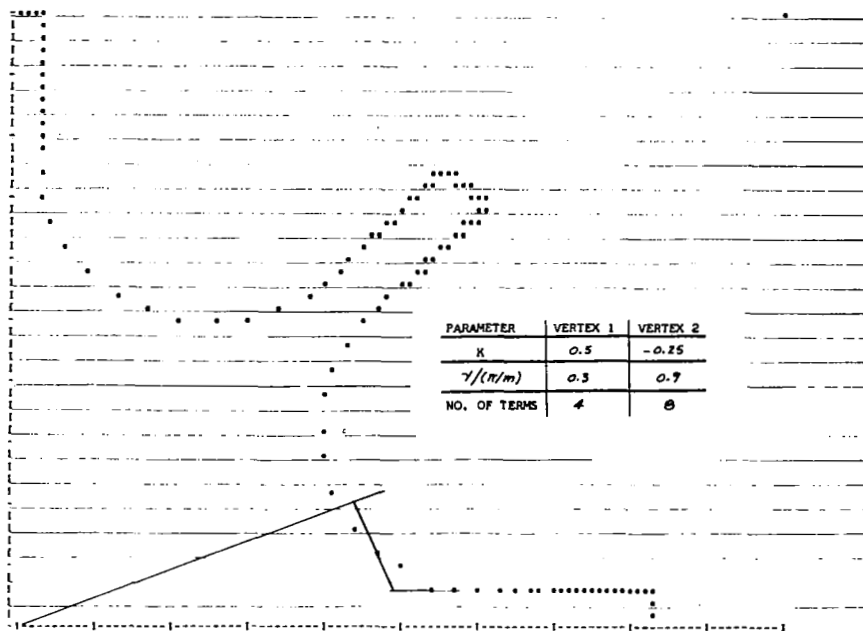 PARAMETER VERTEX 1 VERTEX 2
K 0.5 -0.25
γ/(π/m) 0.3 0.9
NO. OF TERMS 4 8